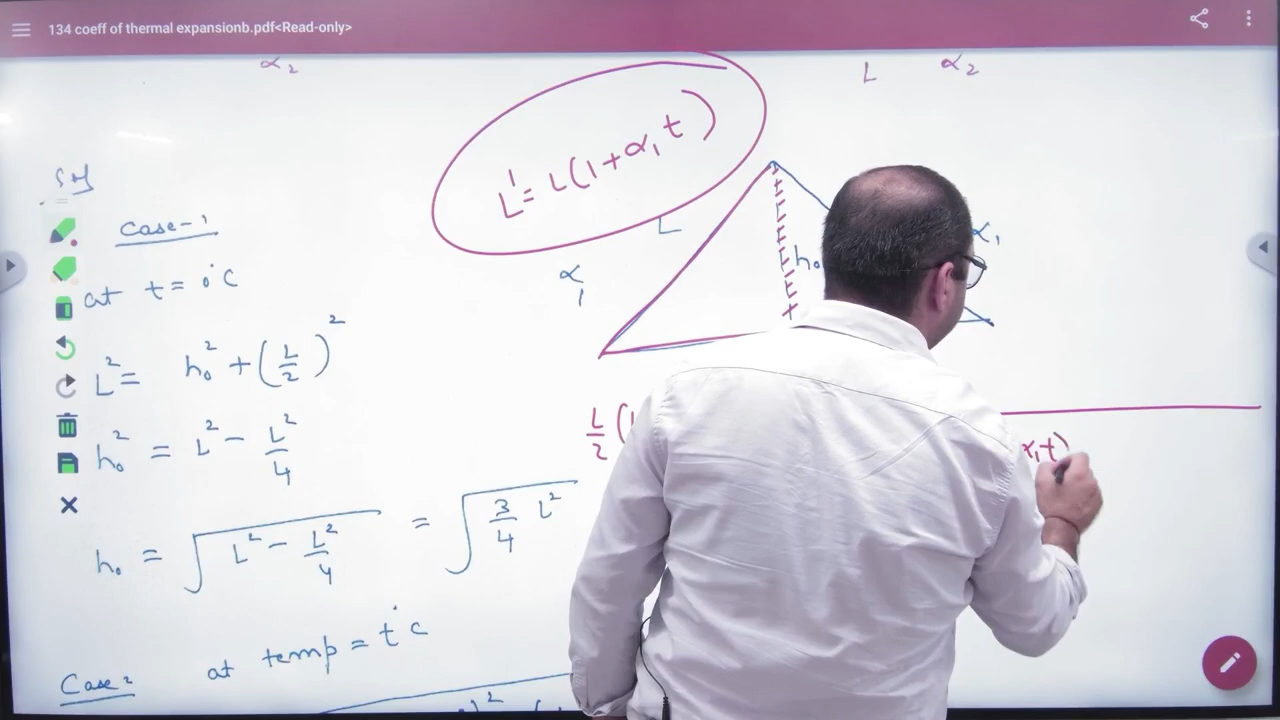 134 coeff of thermal expansionb.pdf<Read-only>
α₂
L α₂
L' = L(1+α₁t)
Case-1
L
h₀
α₁
α₁
at t = 0°C
L² = h₀² + (L/2)²
L/2 (
α₁t)
h₀² = L² - L²/4
h₀ = √(L² - L²/4) = √(3/4 L²)
at temp = t°C
Case 2